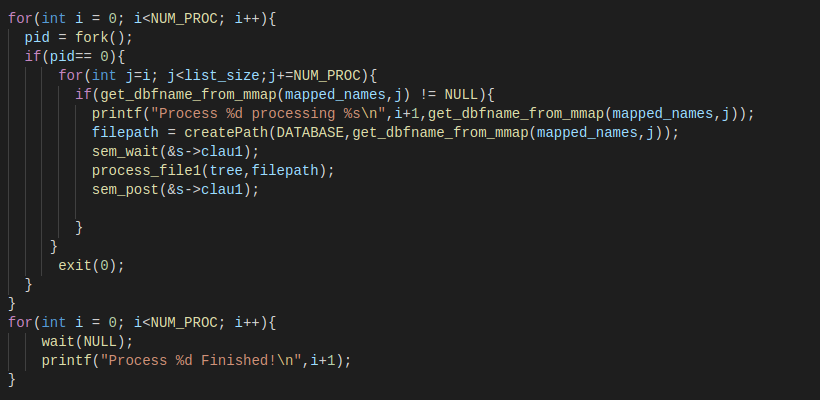 for(int i = 0; i<NUM_PROC; i++){
pid = fork();
if(pid== 0){
for(int j=i; j<list_size;j+=NUM_PROC){
if(get_dbfname_from_mmap(mapped_names,j) != NULL){
printf("Process %d processing %s\n",i+1,get_dbfname_from_mmap(mapped_names,j));
filepath = createPath(DATABASE,get_dbfname_from_mmap(mapped_names,j));
sem_wait(&s->clau1);
process_file1(tree,filepath);
sem_post(&s->clau1);
}
}
exit(0);
}
}
for(int i = 0; i<NUM_PROC; i++){
wait(NULL);
printf("Process %d Finished!\n",i+1);
}